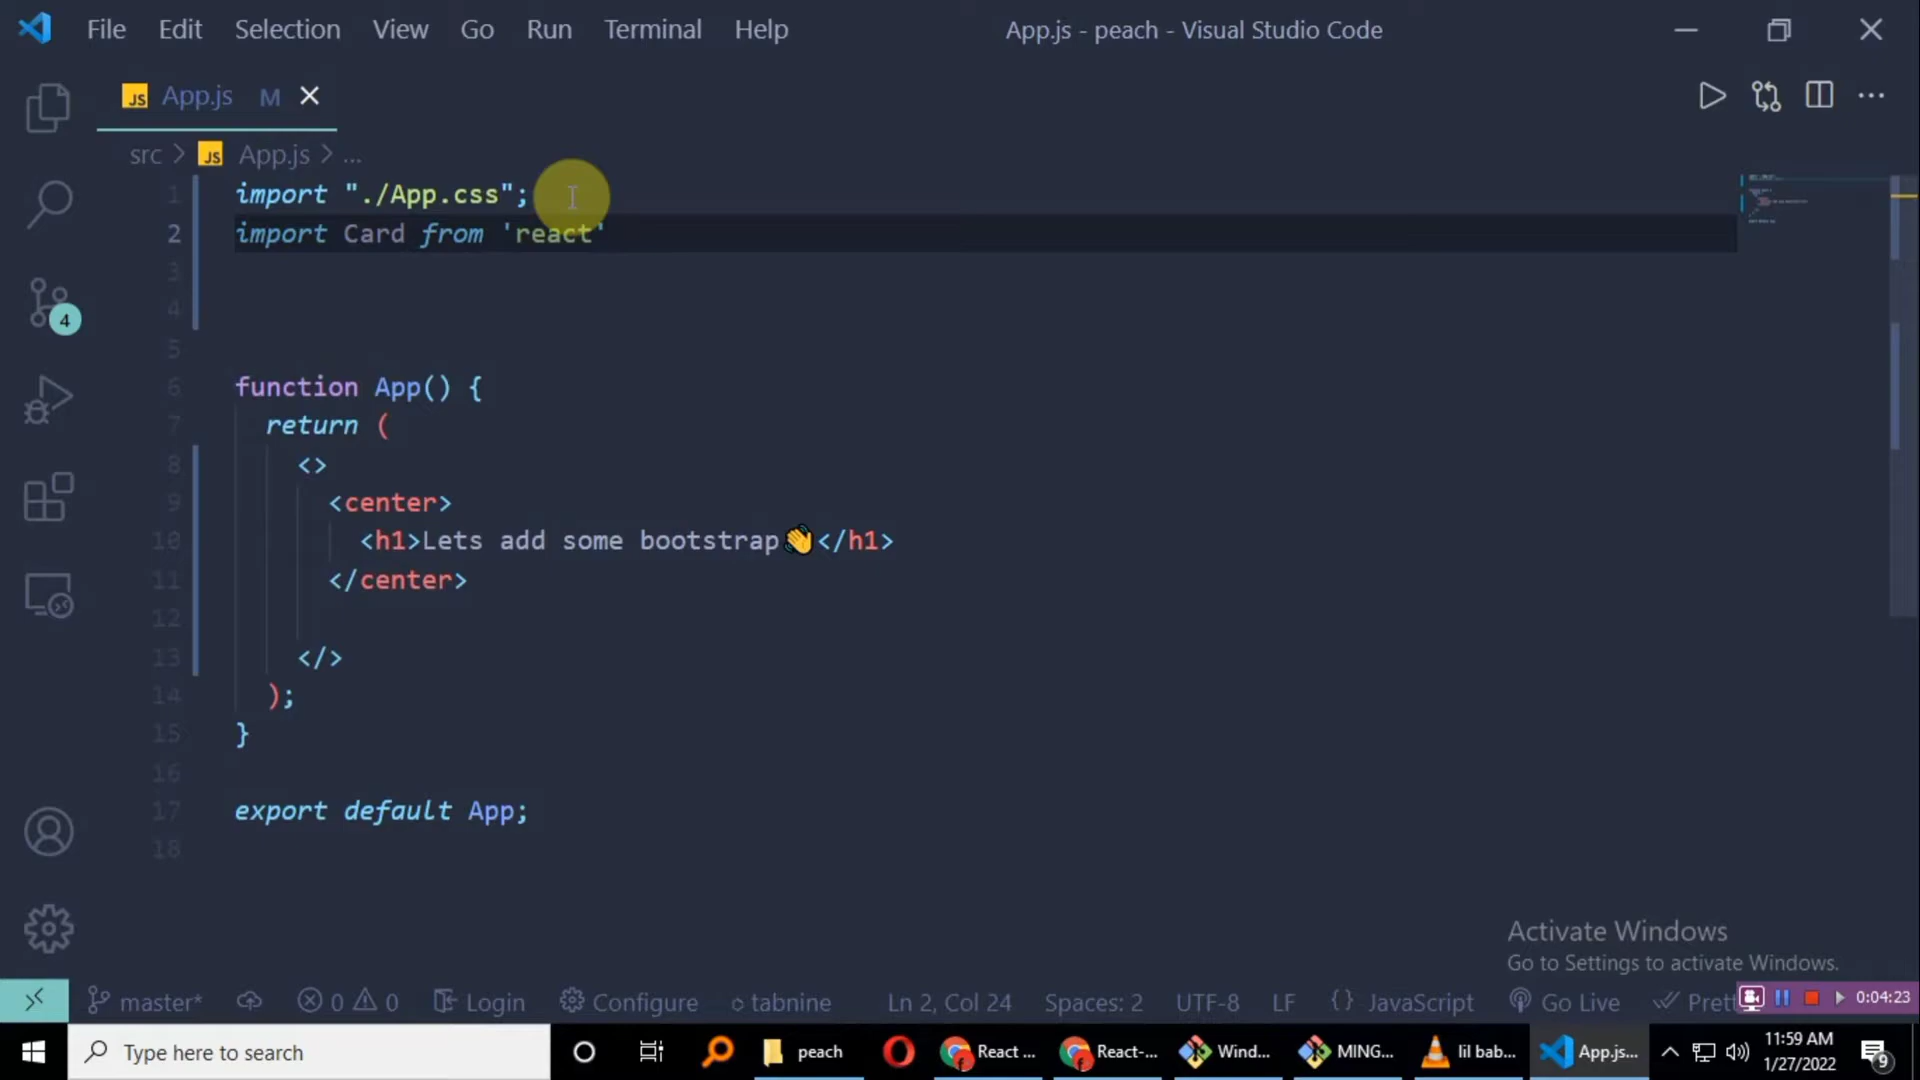 File Edit Selection View Go Run Terminal Help App.js - peach - Visual Studio Code
JS App.js M
src > JS App.js > ...
1 import "./App.css";
2 import Card from 'react'
3
4
5
6 function App() {
7 return (
8 <>
9 <center>
10 <h1>Lets add some bootstrap👋</h1>
11 </center>
12
13 </>
14 );
15 }
16
17 export default App;
18
4
Activate Windows
Go to Settings to activate Windows.
master* 0 0 Login Configure tabnine Ln 2, Col 24 Spaces: 2 UTF-8 LF {} JavaScript Go Live Prett 0:04:23
Type here to search peach React ... React-... Wind... MING... lil bab... App.js... 11:59 AM
1/27/2022 9